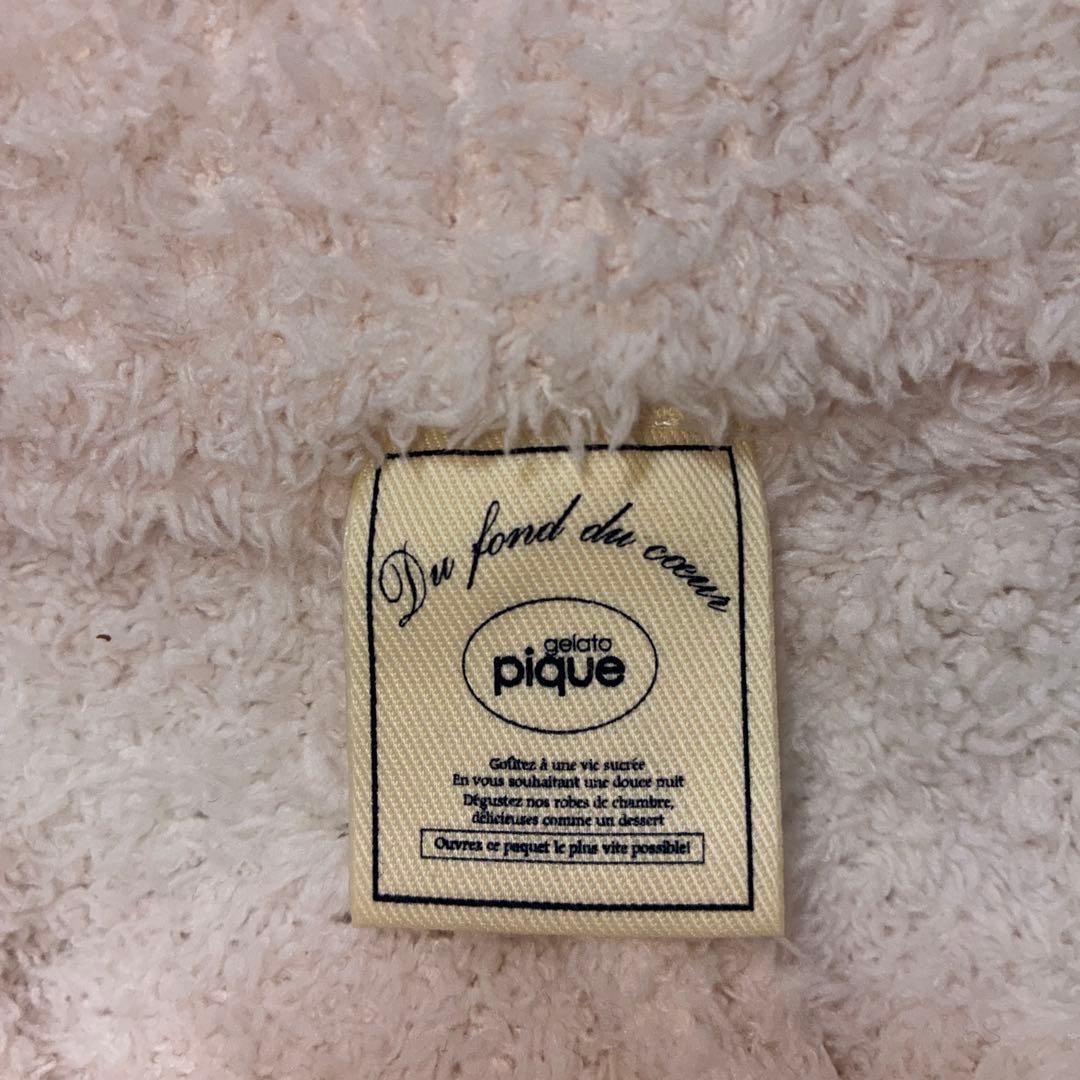 Du fond du cœur
gelato
pique
Goûtez à une vie sucrée
En vous souhaitant une douce nuit
Dégustez nos robes de chambre,
délicieuses comme un dessert
Ouvrez ce paquet le plus vite possible!